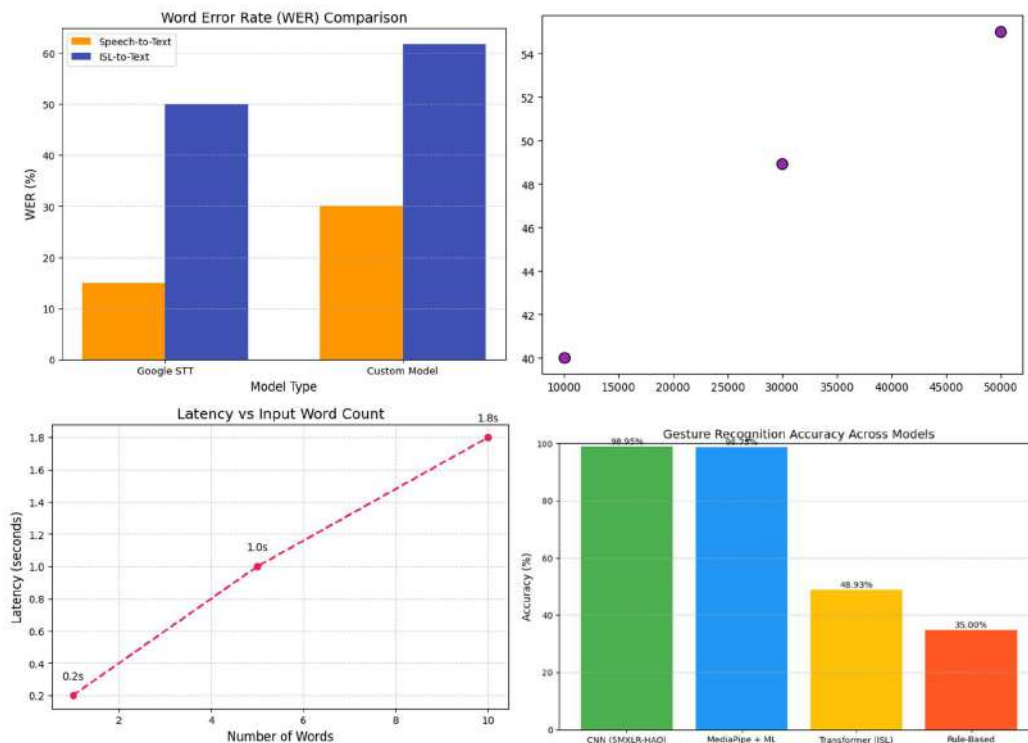 Word Error Rate (WER) Comparison
Speech-to-Text
ISL-to-Text
WER (%)
60
50
40
30
20
10
0
Google STT
Custom Model
Model Type
54
52
50
48
46
44
42
40
10000 15000 20000 25000 30000 35000 40000 45000 50000
Latency vs Input Word Count
Latency (seconds)
1.8
1.6
1.4
1.2
1.0
0.8
0.6
0.4
0.2
0.2s
1.0s
1.8s
2 4 6 8 10
Number of Words
Gesture Recognition Accuracy Across Models
Accuracy (%)
100
80
60
40
20
0
98.95%
48.93%
35.00%
MediaPipe + ML
Transformer (ISL)
Rule-Based